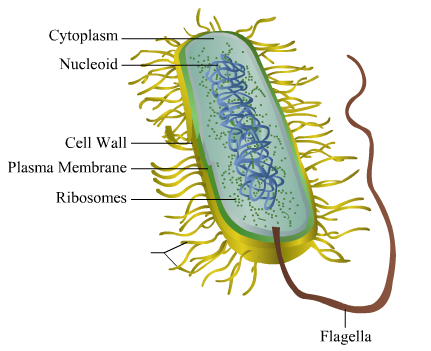 Cytoplasm
Nucleoid
Cell Wall
Plasma Membrane
Ribosomes
Flagella